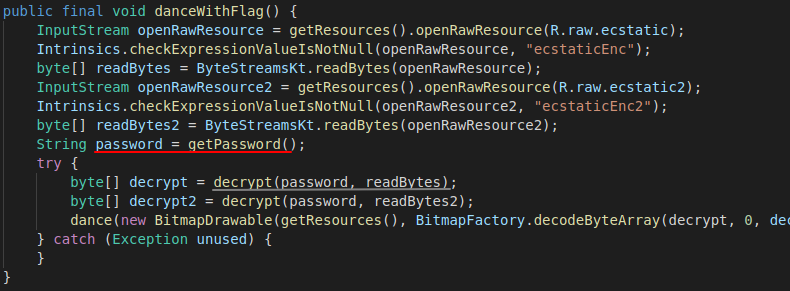 public final void danceWithFlag() {
InputStream openRawResource = getResources().openRawResource(R.raw.ecstatic);
Intrinsics.checkExpressionValueIsNotNull(openRawResource, "ecstaticEnc");
byte[] readBytes = ByteStreamsKt.readBytes(openRawResource);
InputStream openRawResource2 = getResources().openRawResource(R.raw.ecstatic2);
Intrinsics.checkExpressionValueIsNotNull(openRawResource2, "ecstaticEnc2");
byte[] readBytes2 = ByteStreamsKt.readBytes(openRawResource2);
String password = getPassword();
try {
byte[] decrypt = decrypt(password, readBytes);
byte[] decrypt2 = decrypt(password, readBytes2);
dance(new BitmapDrawable(getResources(), BitmapFactory.decodeByteArray(decrypt, 0, dec
} catch (Exception unused) {
}
}